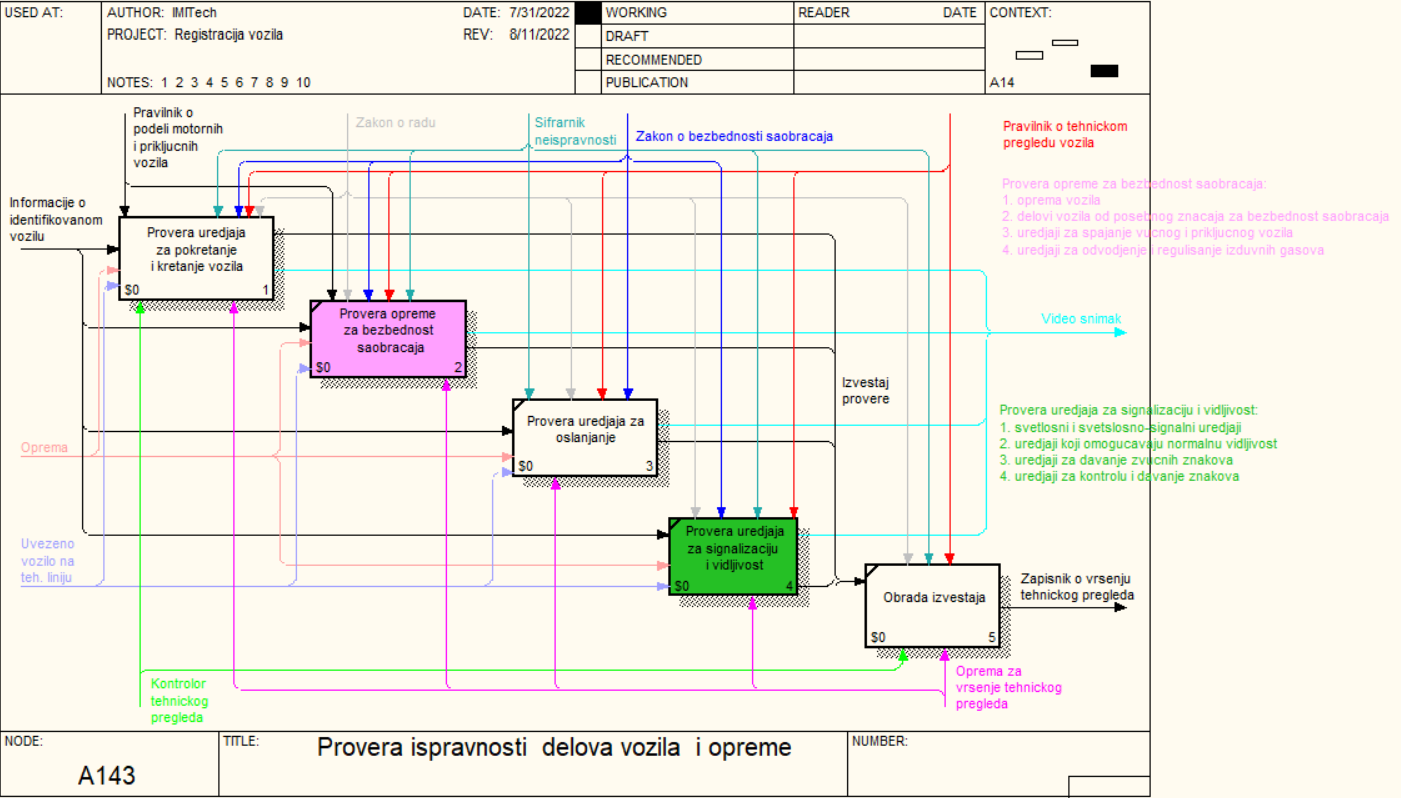 USED AT:
AUTHOR: IMITech
DATE: 7/31/2022
PROJECT: Registracija vozila
REV: 8/11/2022
NOTES: 1 2 3 4 5 6 7 8 9 10
WORKING
DRAFT
RECOMMENDED
PUBLICATION
READER
DATE
CONTEXT:
A14
Pravilnik o
podeli motornih
i prikljucnih
vozila
Zakon o radu
Sifrarnik
neispravnosti
Zakon o bezbednosti saobracaja
Pravilnik o tehnickom
pregledu vozila
Provera opreme za bezbednost saobracaja:
1. oprema vozila
2. delovi vozila od posebnog znacaja za bezbednost saobracaja
3. uredjaji za spajanje vucnog i prikljucnog vozila
4. uredjaji za odvodjenje i regulisanje izduvnih gasova
Informacije o
identifikovanom
vozilu
Provera uredjaja
za pokretanje
i kretanje vozila
$0
1
Provera opreme
za bezbednost
saobracaja
$0
2
Video snimak
Izvestaj
provere
Provera uredjaja za
oslanjanje
$0
3
Provera uredjaja za signalizaciju i vidljivost:
1. svetlosni i svetslosno-signalni uredjaji
2. uredjaji koji omogucavaju normalnu vidljivost
3. uredjaji za davanje zvucnih znakova
4. uredjaji za kontrolu i davanje znakova
Oprema
Provera uredjaja
za signalizaciju
i vidljivost
$0
4
Uvezeno
vozilo na
teh. liniju
Obrada izvestaja
$0
5
Zapisnik o vrsenju
tehnickog pregleda
Kontrolor
tehnickog
pregleda
Oprema za
vrsenje tehnickog
pregleda
NODE:
A143
TITLE:
Provera ispravnosti delova vozila i opreme
NUMBER: